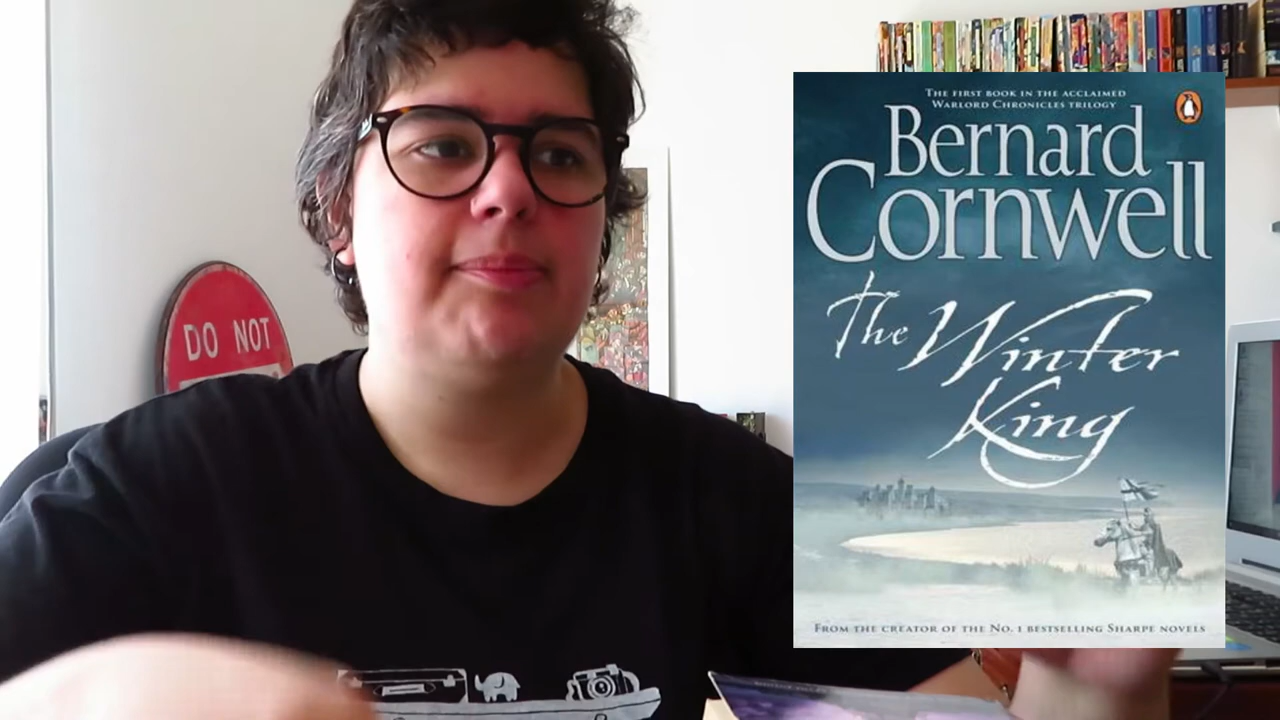 DO NOT
THE FIRST BOOK IN THE ACCLAIMED
WARLORD CHRONICLES TRILOGY
Bernard
Cornwell
The Winter
King
FROM THE CREATOR OF THE NO. 1 BESTSELLING SHARPE NOVELS